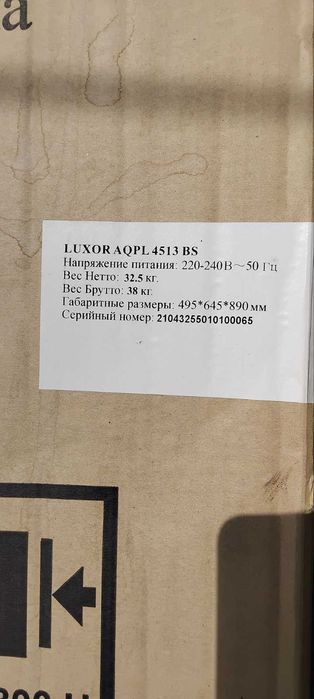 а
LUXOR AQPL 4513 BS
Напряжение питания: 220-240В～50 Гц
Вес Нетто: 32.5 кг.
Вес Брутто: 38 кг.
Габаритные размеры: 495*645*890 мм
Серийный номер: 21043255010100065